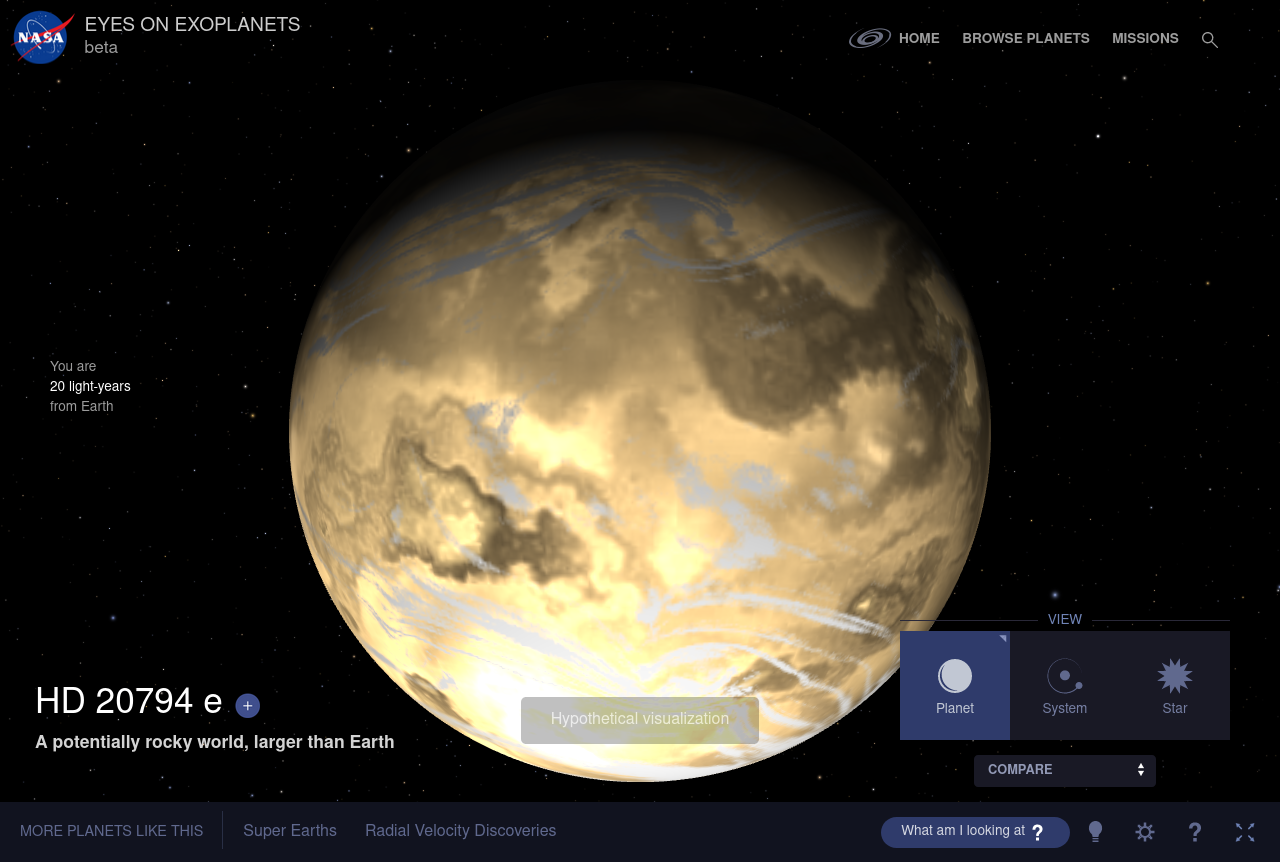 NASA
EYES ON EXOPLANETS
beta
HOME
BROWSE PLANETS
MISSIONS
You are
20 light-years
from Earth
VIEW
Planet
System
Star
HD 20794 e +
A potentially rocky world, larger than Earth
Hypothetical visualization
COMPARE
MORE PLANETS LIKE THIS
Super Earths
Radial Velocity Discoveries
What am I looking at ?
?